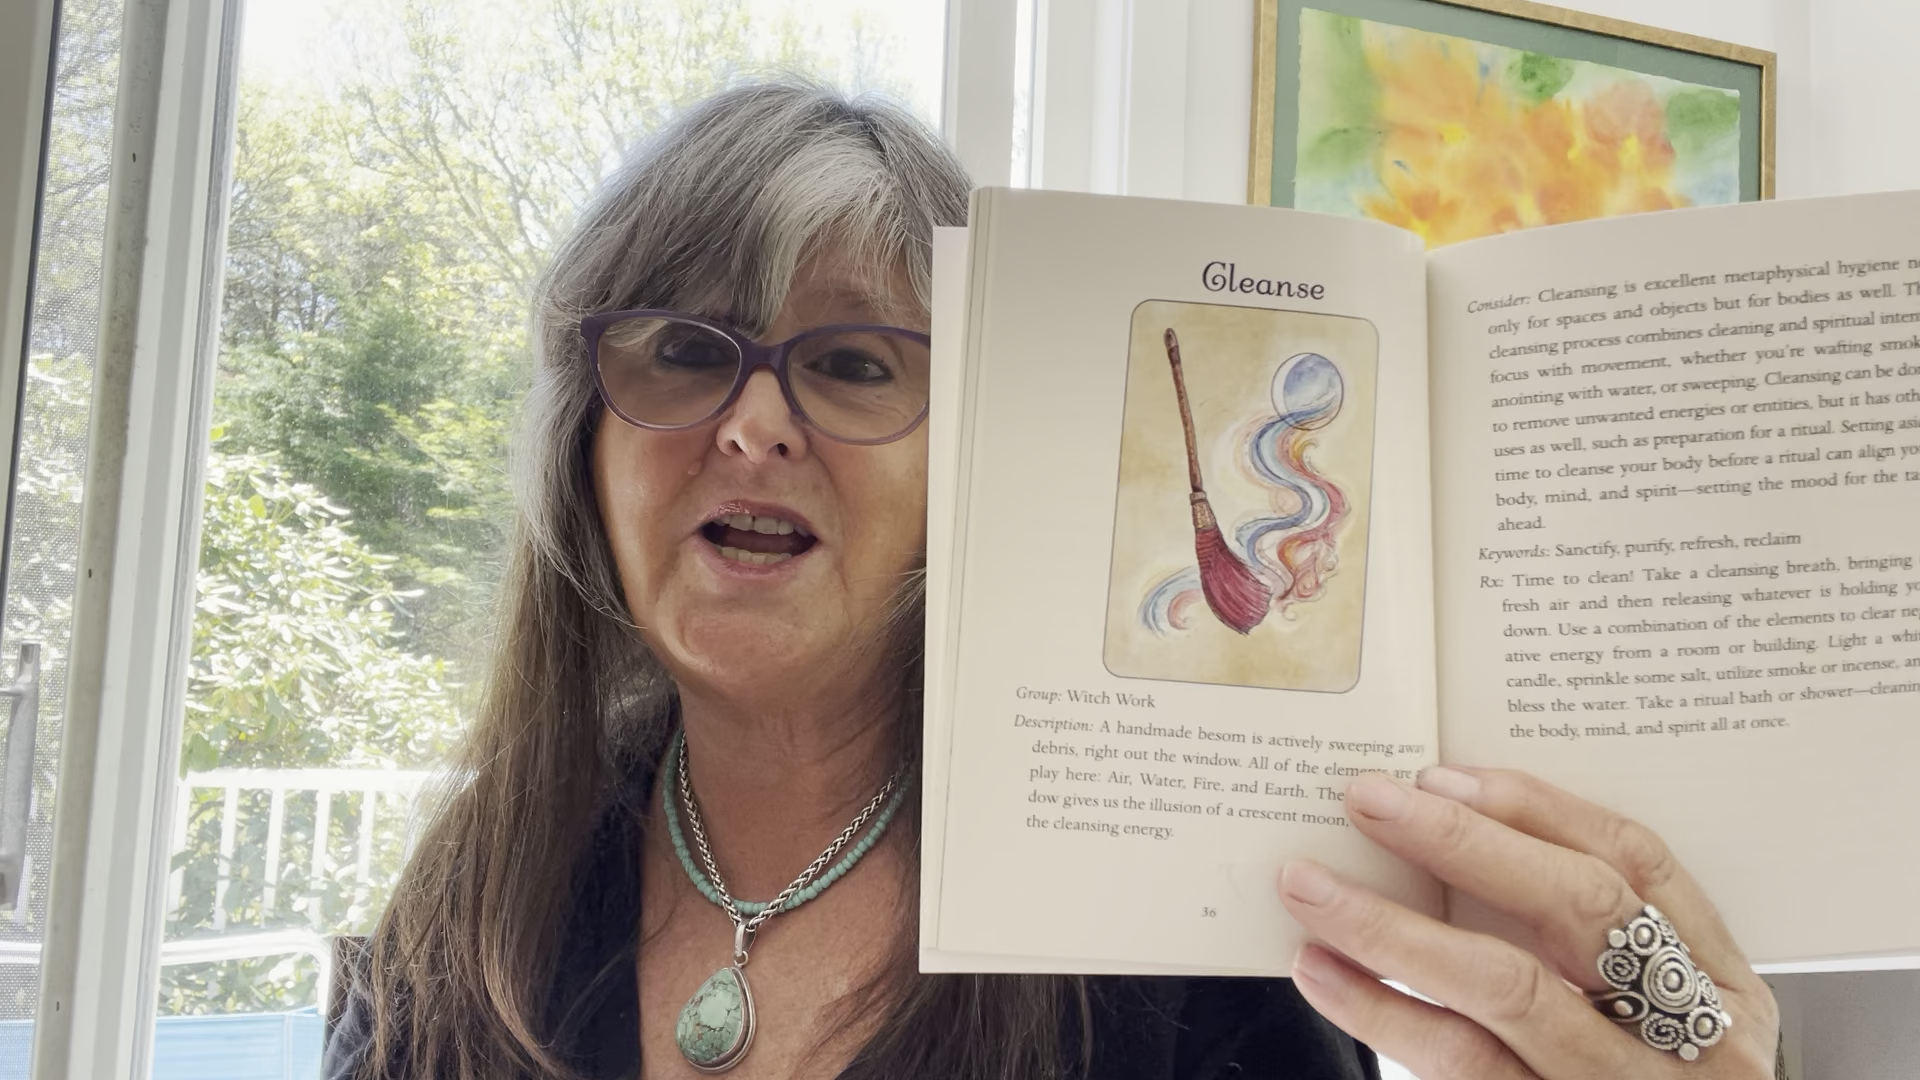 Cleanse
Group: Witch Work
Description: A handmade besom is actively sweeping away
debris, right out the window. All of the elements are
play here: Air, Water, Fire, and Earth. The
dow gives us the illusion of a crescent moon,
the cleansing energy.
36
Consider: Cleansing is excellent metaphysical hygiene
only for spaces and objects but for bodies as well.
cleansing process combines cleaning and spiritual
focus with movement, whether you're wafting
anointing with water, or sweeping. Cleansing can be
to remove unwanted energies or entities, but it has
uses as well, such as preparation for a ritual. Setting
time to cleanse your body before a ritual can align
body, mind, and spirit—setting the mood for the
ahead.
Keywords: Sanctify, purify, refresh, reclaim
Rx: Time to clean! Take a cleansing breath, bringing
fresh air and then releasing whatever is holding
down. Use a combination of the elements to clear
ative energy from a room or building. Light a
candle, sprinkle some salt, utilize smoke or incense,
bless the water. Take a ritual bath or shower—cleaning
the body, mind, and spirit all at once.